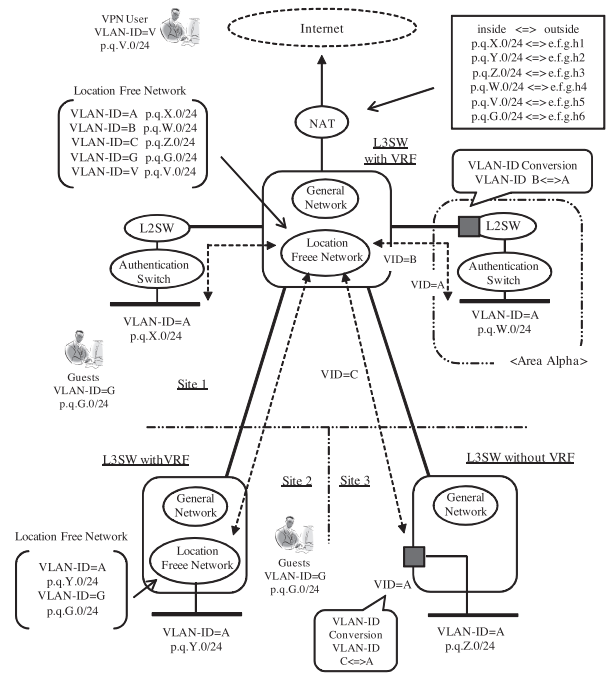 VPN User
VLAN-ID=V
p.q.V.0/24
Internet
inside <=> outside
p.q.X.0/24<=>e.f.g.h1
p.q.Y.0/24<=>e.f.g.h2
p.q.Z.0/24<=>e.f.g.h3
p.q.W.0/24<=>e.f.g.h4
p.q.V.0/24<=>e.f.g.h5
p.q.G.0/24<=>e.f.g.h6
Location Free Network
VLAN-ID=A p.q.X.0/24
VLAN-ID=B p.q.W.0/24
VLAN-ID=C p.q.Z.0/24
VLAN-ID=G p.q.G.0/24
VLAN-ID=V p.q.V.0/24
NAT
L3SW
with VRF
General
Network
Location
Freee Network
VLAN-ID Conversion
VLAN-ID B<=>A
L2SW
Authentication
Switch
VLAN-ID=A
p.q.X.0/24
L2SW
Authentication
Switch
VID=B
VID=A
VLAN-ID=A
p.q.W.0/24
<Area Alpha>
Guests
VLAN-ID=G
p.q.G.0/24
Site 1
VID=C
L3SW withVRF
Site 2
Site 3
L3SW without VRF
General
Network
Location
Freee Network
Location Free Network
VLAN-ID=A
p.q.Y.0/24
VLAN-ID=G
p.q.G.0/24
VLAN-ID=A
p.q.Y.0/24
Guests
VLAN-ID=G
p.q.G.0/24
General
Network
VID=A
VLAN-ID
Conversion
VLAN-ID
C<=>A
VLAN-ID=A
p.q.Z.0/24